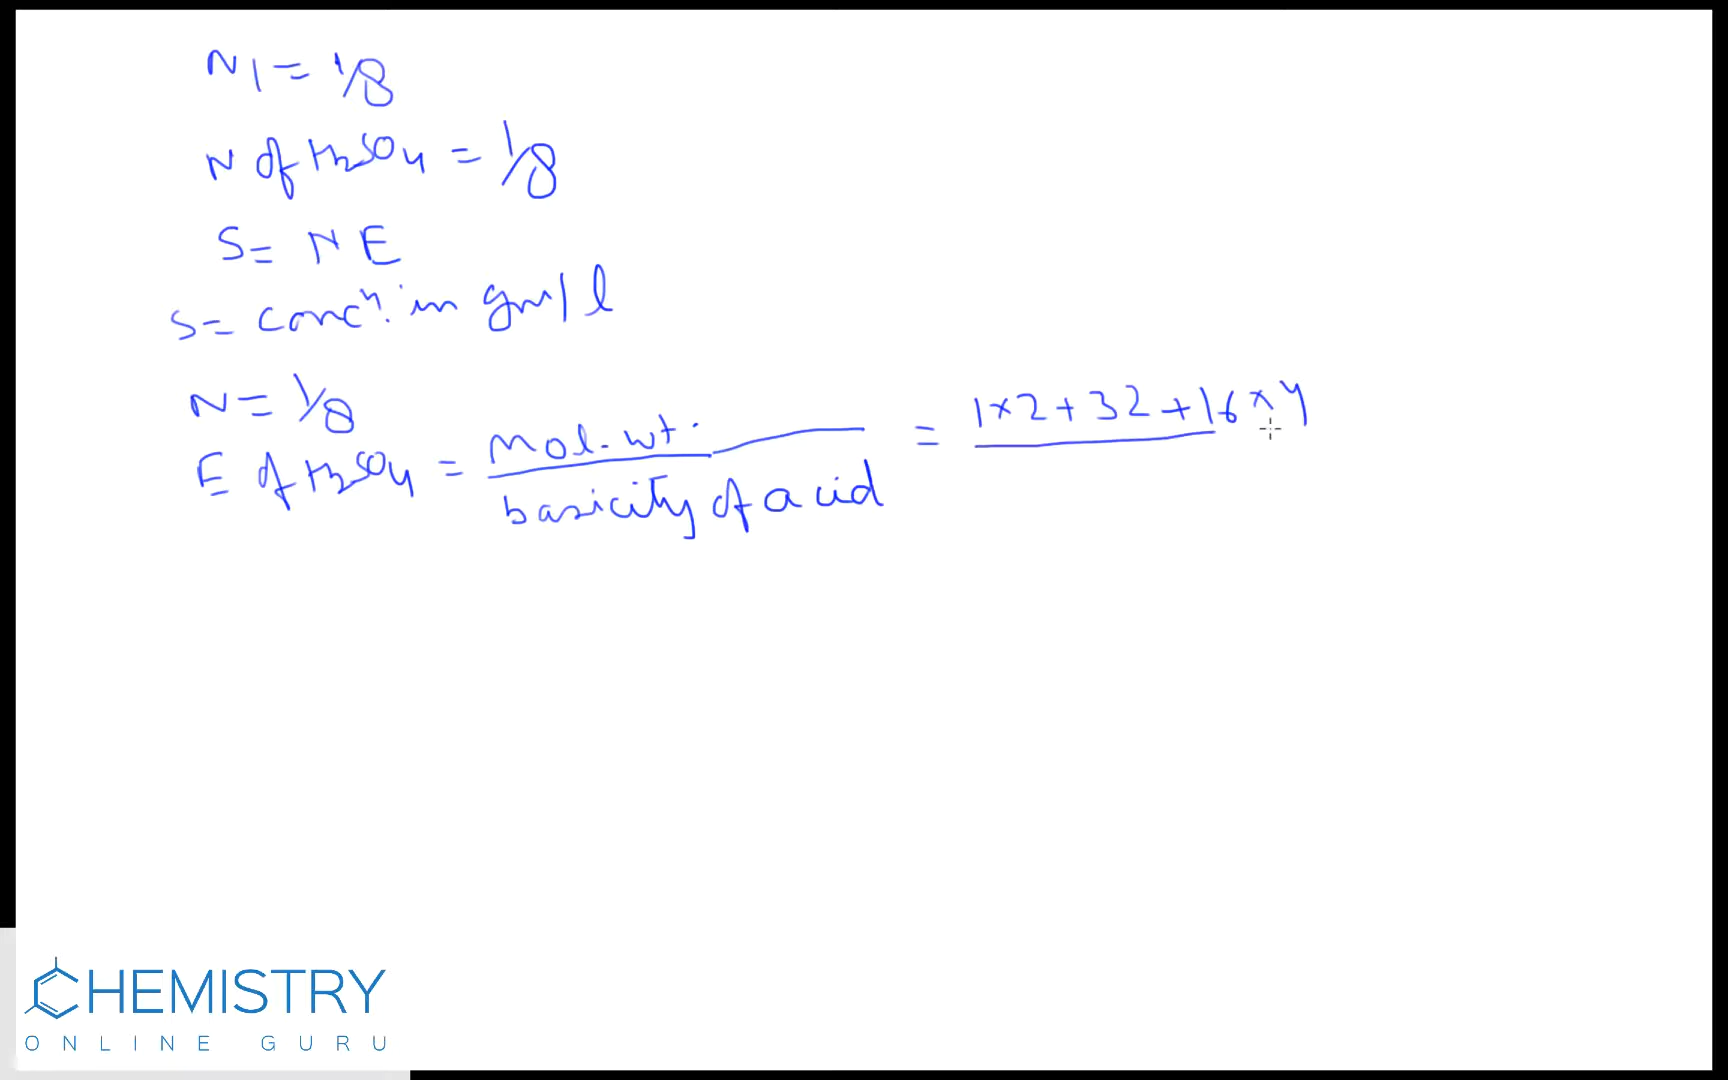 N1 = 1/8
N of H2SO4 = 1/8
S = N E
S = concn. in gm/l
N = 1/8
E of H2SO4 = mol. wt. / basicity of acid = 1×2+32+16×4
CHEMISTRY
ONLINE GURU